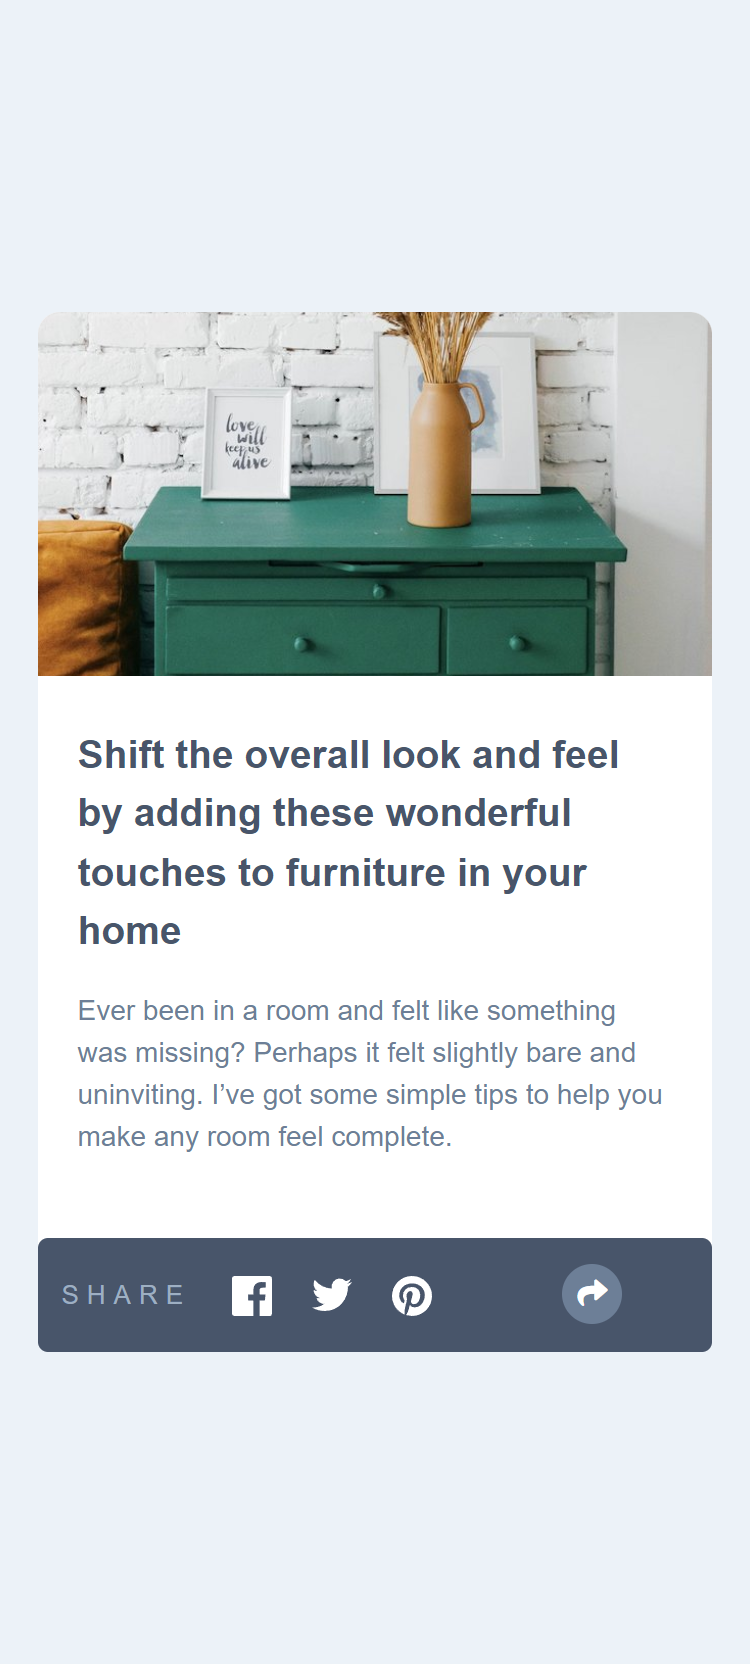 love
will
keep us
alive
Shift the overall look and feel
by adding these wonderful
touches to furniture in your
home
Ever been in a room and felt like something
was missing? Perhaps it felt slightly bare and
uninviting. I’ve got some simple tips to help you
make any room feel complete.
SHARE